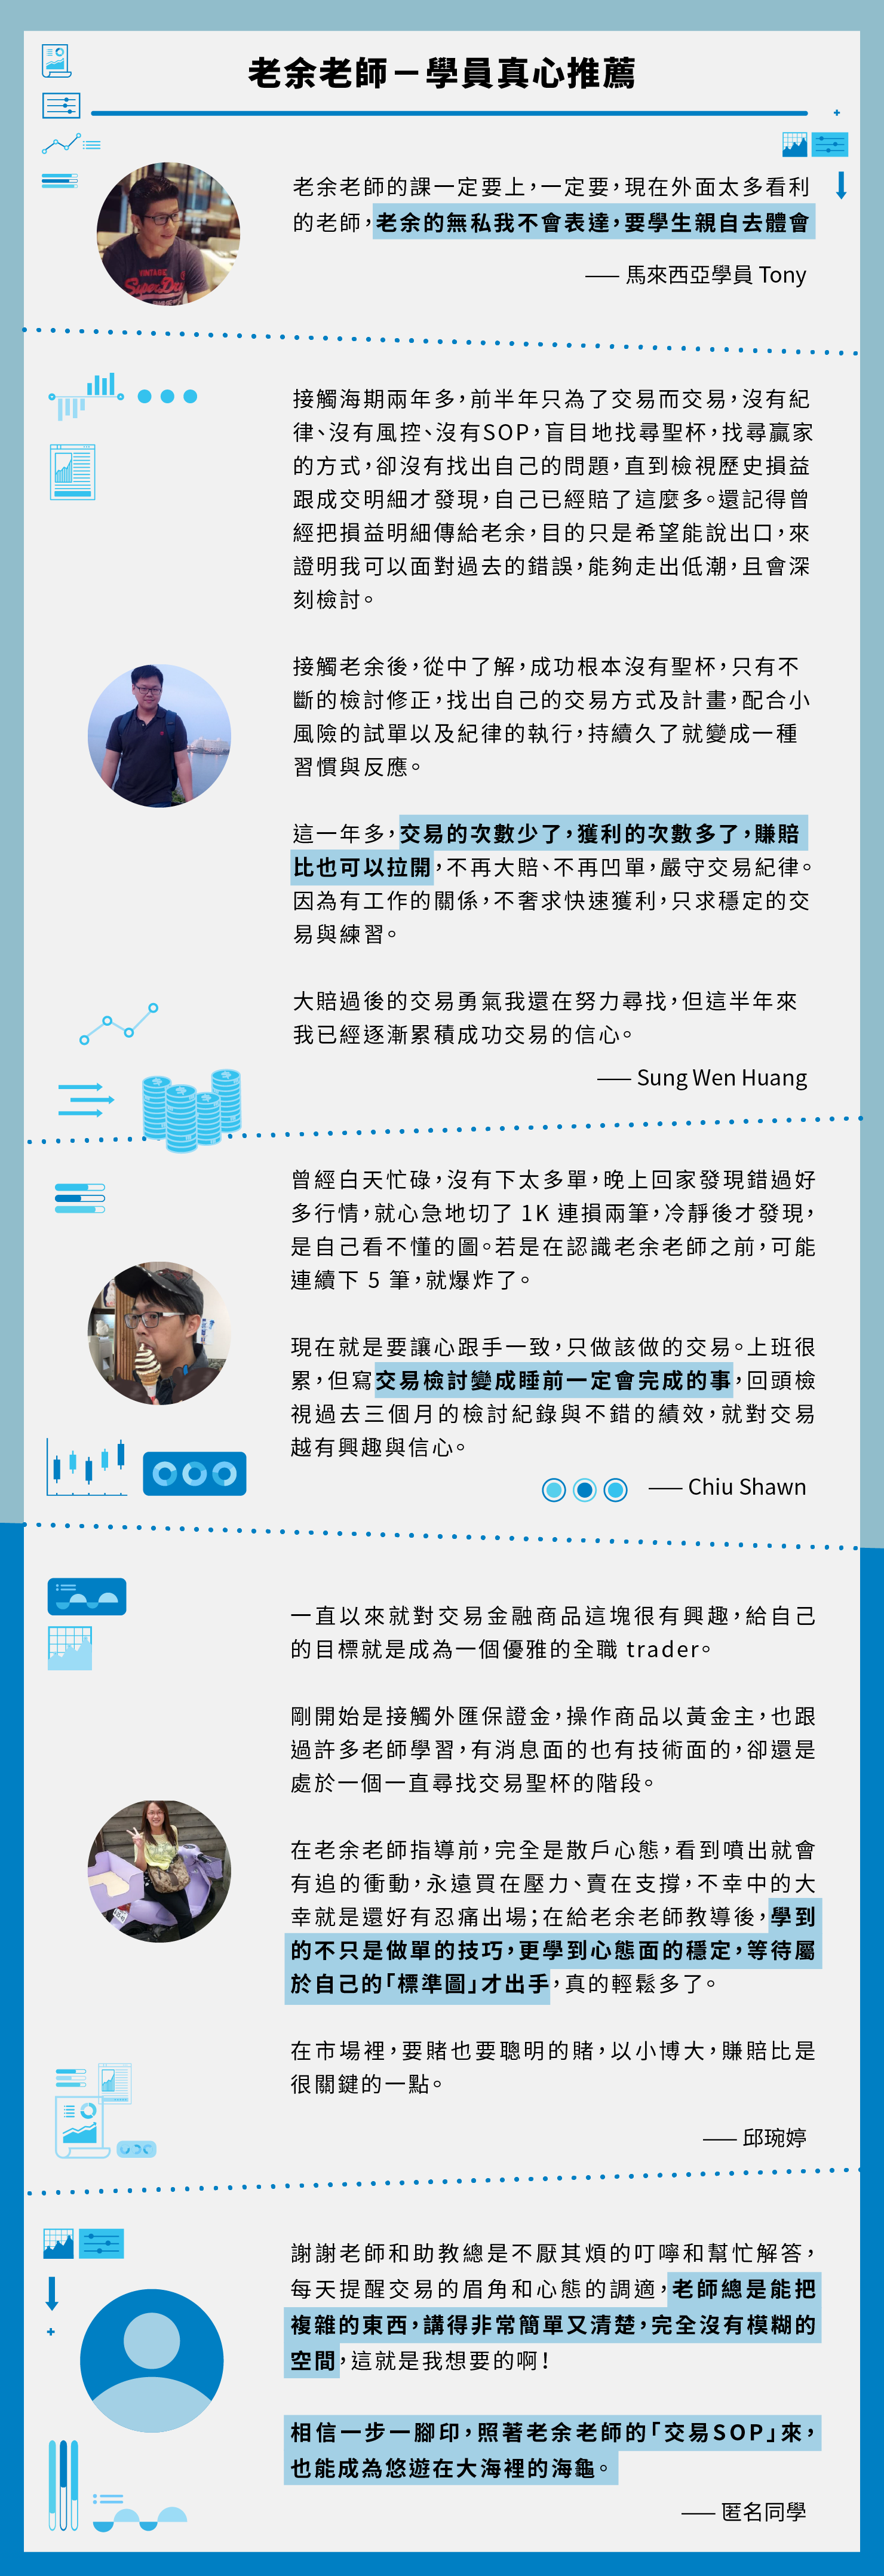 老余老師－學員真心推薦
老余老師的課一定要上，一定要，現在外面太多看利
的老師，老余的無私我不會表達，要學生親自去體會
—— 馬來西亞學員 Tony
VINTAGE
SuperDry
接觸海期兩年多，前半年只為了交易而交易，沒有紀
律、沒有風控、沒有SOP，盲目地找尋聖杯，找尋贏家
的方式，卻沒有找出自己的問題，直到檢視歷史損益
跟成交明細才發現，自己已經賠了這麼多。還記得曾
經把損益明細傳給老余，目的只是希望能說出口，來
證明我可以面對過去的錯誤，能夠走出低潮，且會深
刻檢討。
接觸老余後，從中了解，成功根本沒有聖杯，只有不
斷的檢討修正，找出自己的交易方式及計畫，配合小
風險的試單以及紀律的執行，持續久了就變成一種
習慣與反應。
這一年多，交易的次數少了，獲利的次數多了，賺賠
比也可以拉開，不再大賠、不再凹單，嚴守交易紀律。
因為有工作的關係，不奢求快速獲利，只求穩定的交
易與練習。
大賠過後的交易勇氣我還在努力尋找，但這半年來
我已經逐漸累積成功交易的信心。
—— Sung Wen Huang
曾經白天忙碌，沒有下太多單，晚上回家發現錯過好
多行情，就心急地切了 1K 連損兩筆，冷靜後才發現，
是自己看不懂的圖。若是在認識老余老師之前，可能
連續下 5 筆，就爆炸了。
現在就是要讓心跟手一致，只做該做的交易。上班很
累，但寫交易檢討變成睡前一定會完成的事，回頭檢
視過去三個月的檢討紀錄與不錯的績效，就對交易
越有興趣與信心。
—— Chiu Shawn
一直以來就對交易金融商品這塊很有興趣，給自己
的目標就是成為一個優雅的全職 trader。
剛開始是接觸外匯保證金，操作商品以黃金主，也跟
過許多老師學習，有消息面的也有技術面的，卻還是
處於一個一直尋找交易聖杯的階段。
在老余老師指導前，完全是散戶心態，看到噴出就會
有追的衝動，永遠買在壓力、賣在支撐，不幸中的大
幸就是還好有忍痛出場；在給老余老師教導後，學到
的不只是做單的技巧，更學到心態面的穩定，等待屬
於自己的「標準圖」才出手，真的輕鬆多了。
在市場裡，要賭也要聰明的賭，以小博大，賺賠比是
很關鍵的一點。
—— 邱琬婷
謝謝老師和助教總是不厭其煩的叮嚀和幫忙解答，
每天提醒交易的眉角和心態的調適，老師總是能把
複雜的東西，講得非常簡單又清楚，完全沒有模糊的
空間，這就是我想要的啊！
相信一步一腳印，照著老余老師的「交易SOP」來，
也能成為悠遊在大海裡的海龜。
—— 匿名同學